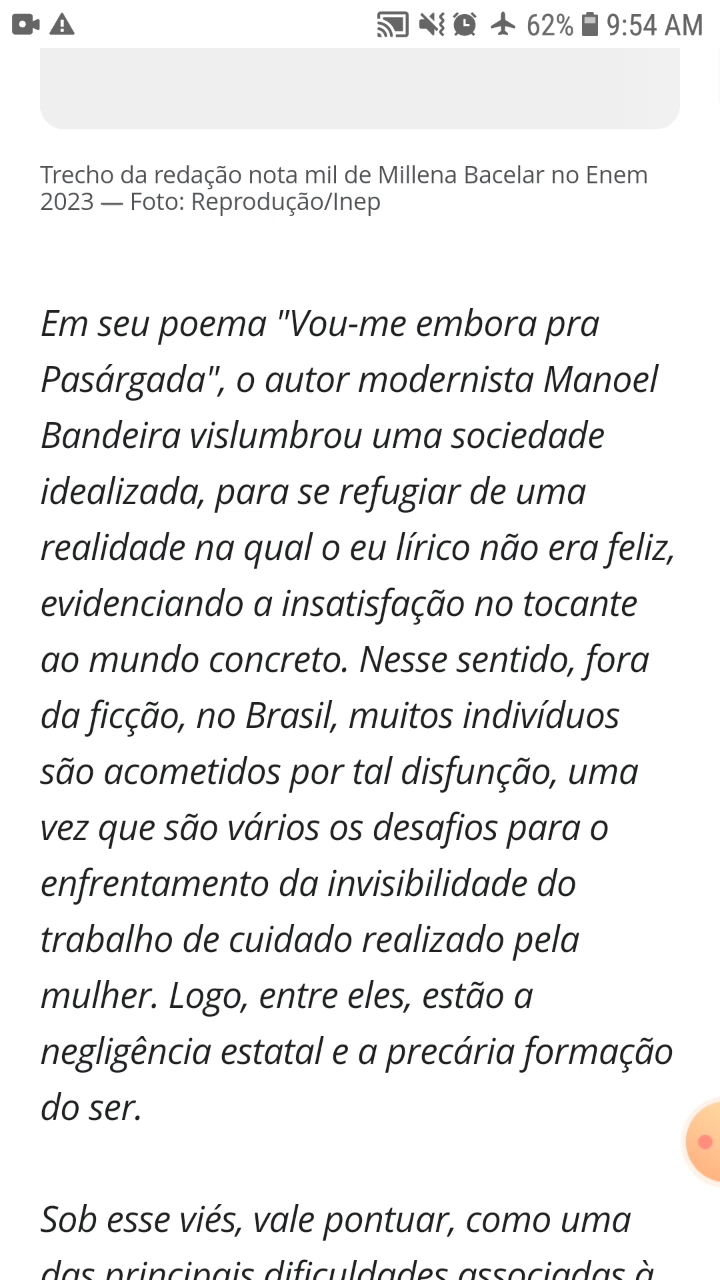 62% 9:54 AM
Trecho da redação nota mil de Millena Bacelar no Enem
2023 — Foto: Reprodução/Inep
Em seu poema "Vou-me embora pra
Pasárgada", o autor modernista Manoel
Bandeira vislumbrou uma sociedade
idealizada, para se refugiar de uma
realidade na qual o eu lírico não era feliz,
evidenciando a insatisfação no tocante
ao mundo concreto. Nesse sentido, fora
da ficção, no Brasil, muitos indivíduos
são acometidos por tal disfunção, uma
vez que são vários os desafios para o
enfrentamento da invisibilidade do
trabalho de cuidado realizado pela
mulher. Logo, entre eles, estão a
negligência estatal e a precária formação
do ser.
Sob esse viés, vale pontuar, como uma
das principais dificuldades associadas à